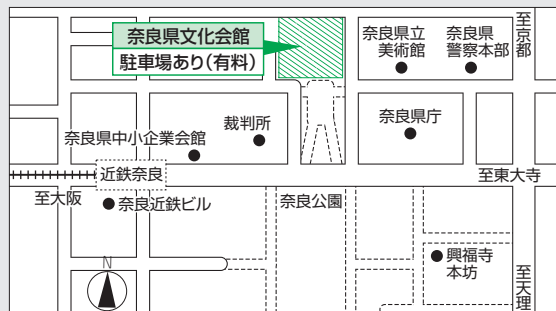 奈良県文化会館
駐車場あり（有料）
奈良県立
美術館
奈良県
警察本部
至京都
奈良県中小企業会館
裁判所
奈良県庁
近鉄奈良
至東大寺
至大阪
奈良近鉄ビル
奈良公園
興福寺
本坊
至天理
N